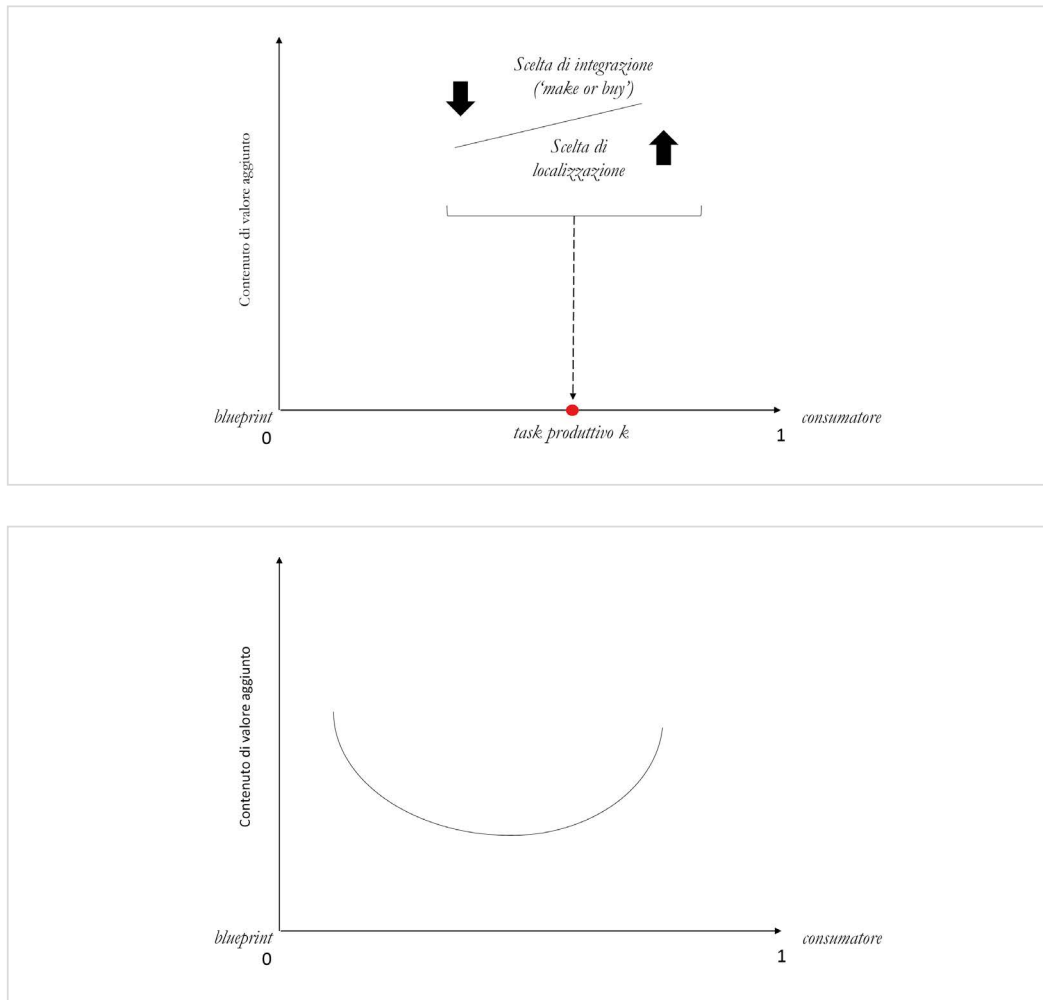 Scelta di integrazione
('make or buy')
Scelta di
localizzazione
Contenuto di valore aggiunto
blueprint
0
task produttivo k
1
consumatore
Contenuto di valore aggiunto
blueprint
0
1
consumatore